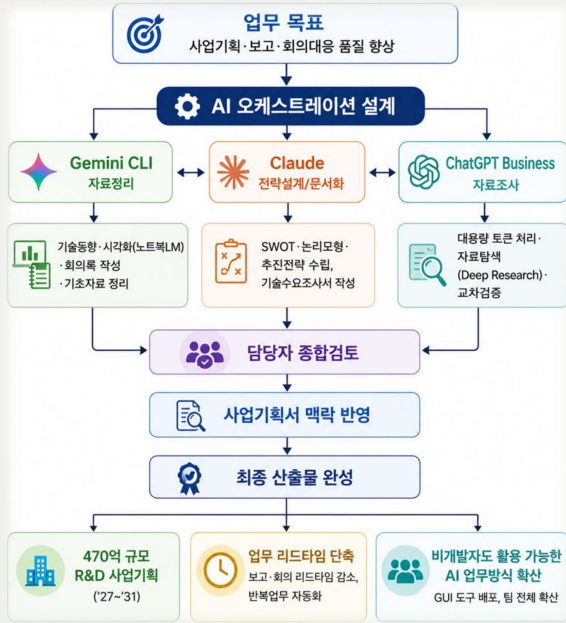 업무 목표
사업기획·보고·회의대응 품질 향상
AI 오케스트레이션 설계
Gemini CLI
자료정리
Claude
전략설계/문서화
ChatGPT Business
자료조사
기술동향·시각화(노트북LM)
·회의록 작성
·기초자료 정리
SWOT·논리모형·
추진전략 수립,
기술수요조사서 작성
대용량 토큰 처리·
자료탐색
(Deep Research)·
교차검증
담당자 종합검토
사업기획서 맥락 반영
최종 산출물 완성
470억 규모
R&D 사업기획
('27~'31)
업무 리드타임 단축
보고·회의 리드타임 감소,
반복업무 자동화
비개발자도 활용 가능한
AI 업무방식 확산
GUI 도구 배포, 팀 전체 확산